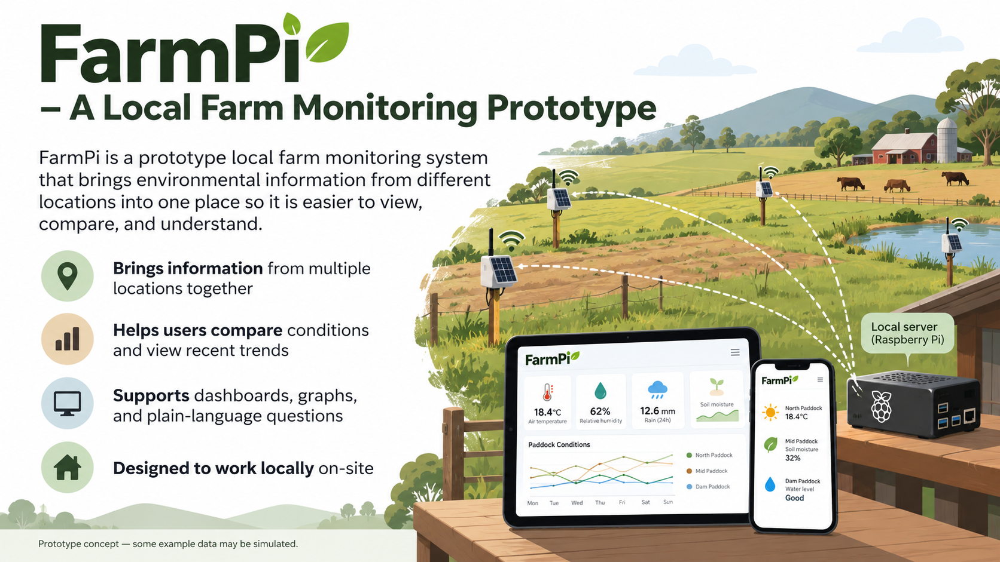 FarmPi
– A Local Farm Monitoring Prototype
FarmPi is a prototype local farm monitoring system
that brings environmental information from different
locations into one place so it is easier to view,
compare, and understand.
Brings information from multiple
locations together
Helps users compare conditions
and view recent trends
Supports dashboards, graphs,
and plain-language questions
Designed to work locally on-site
Prototype concept — some example data may be simulated.
Local server
(Raspberry Pi)
FarmPi
18.4°C
Air temperature
62%
Relative humidity
12.6 mm
Rain (24h)
Soil moisture
Paddock Conditions
North Paddock
Mid Paddock
Dam Paddock
Mon Tue Wed Thu Fri Sat Sun
FarmPi
North Paddock
18.4°C
Mid Paddock
Soil moisture
32%
Dam Paddock
Water level
Good